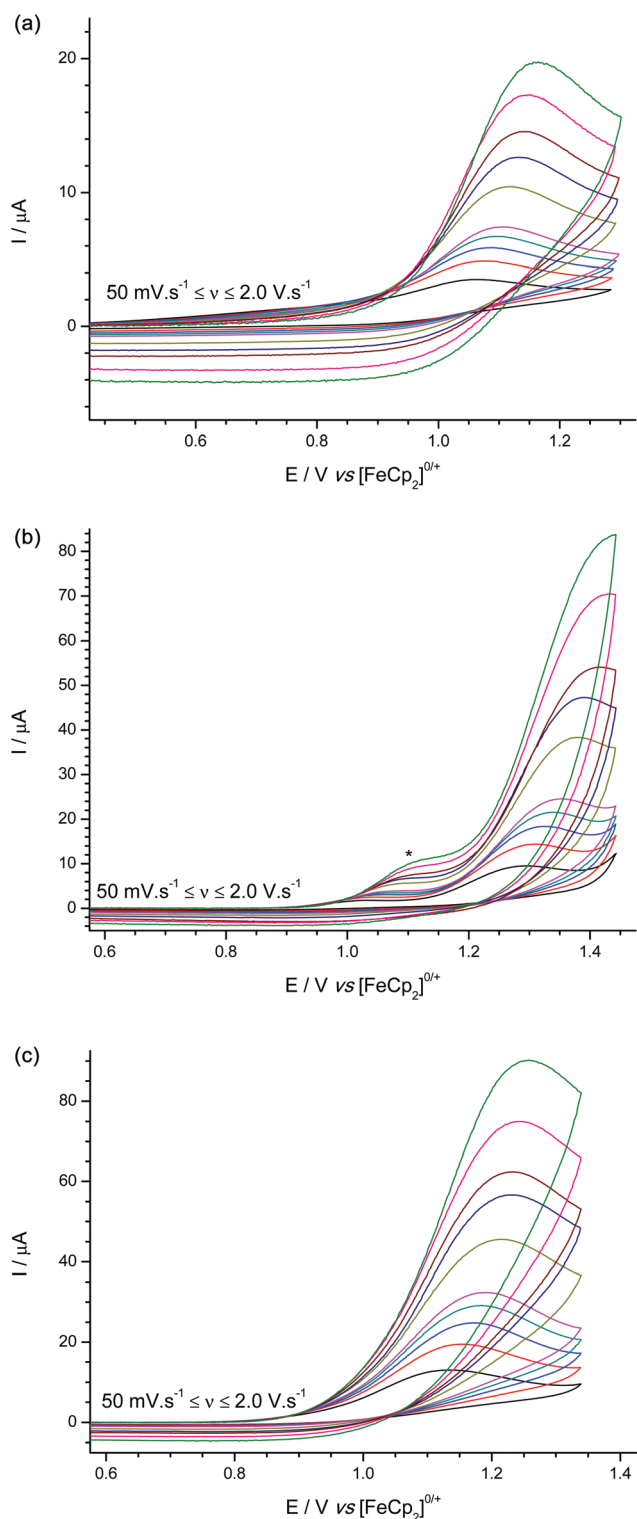 (a)
20
10
0
I / μA
50 mV.s⁻¹ ≤ ν ≤ 2.0 V.s⁻¹
0.6 0.8 1.0 1.2
E / V vs [FeCp₂]⁰/⁺
(b)
80
70
60
50
40
30
20
10
0
I / μA
*
50 mV.s⁻¹ ≤ ν ≤ 2.0 V.s⁻¹
0.6 0.8 1.0 1.2 1.4
E / V vs [FeCp₂]⁰/⁺
(c)
80
60
40
20
0
I / μA
50 mV.s⁻¹ ≤ ν ≤ 2.0 V.s⁻¹
0.6 0.8 1.0 1.2 1.4
E / V vs [FeCp₂]⁰/⁺